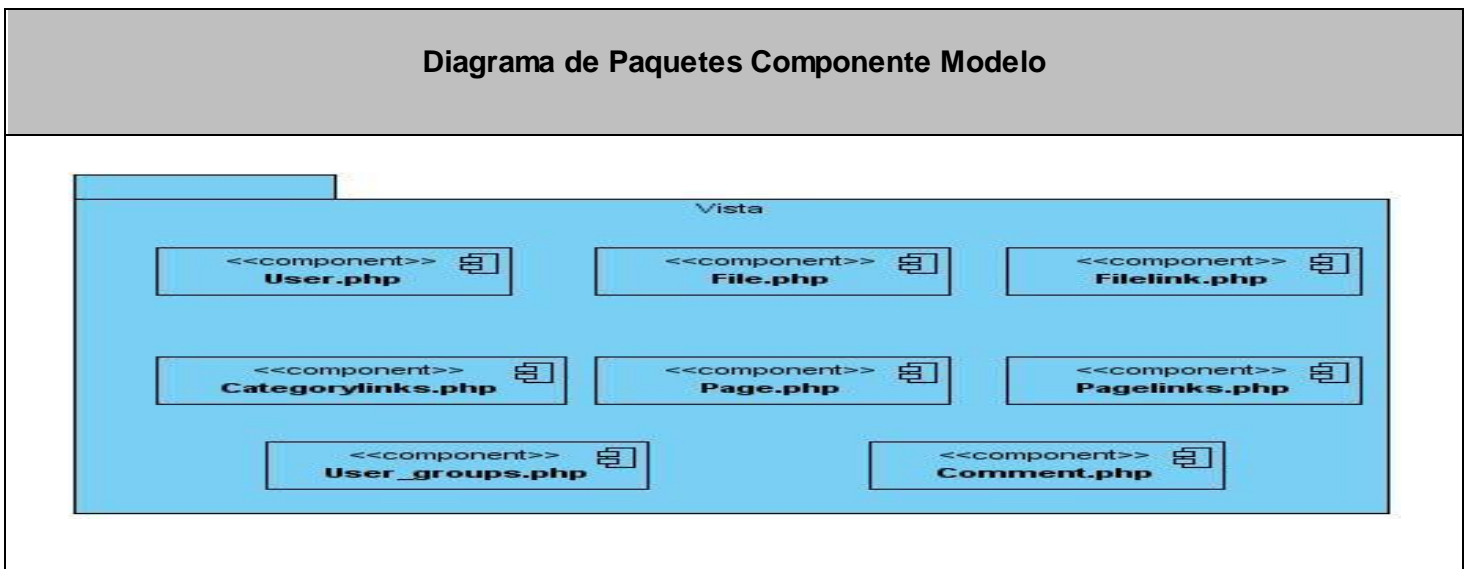 Diagrama de Paquetes Componente Modelo
Vista
<<component>>
User.php
<<component>>
File.php
<<component>>
Filelink.php
<<component>>
Categorylinks.php
<<component>>
Page.php
<<component>>
Pagelinks.php
<<component>>
User_groups.php
<<component>>
Comment.php